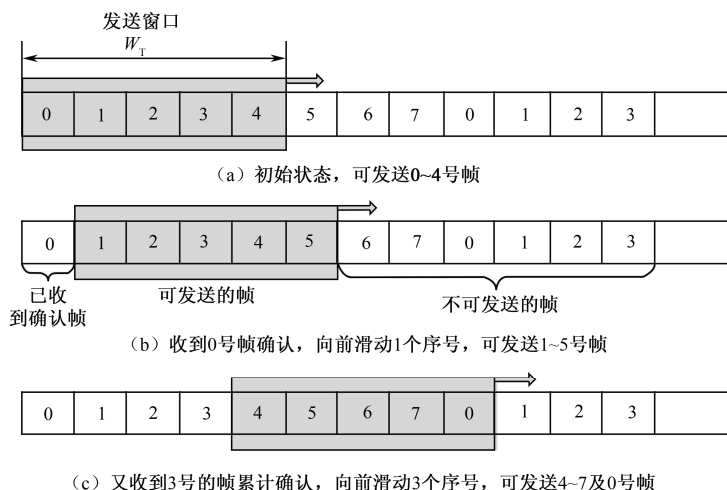 发送窗口
W_T
0 1 2 3 4 5 6 7 0 1 2 3
（a）初始状态，可发送0~4号帧
0 1 2 3 4 5 6 7 0 1 2 3
已收
到确认帧
可发送的帧
不可发送的帧
（b）收到0号帧确认，向前滑动1个序号，可发送1~5号帧
0 1 2 3 4 5 6 7 0 1 2 3
（c）又收到3号的帧累计确认，向前滑动3个序号，可发送4~7及0号帧